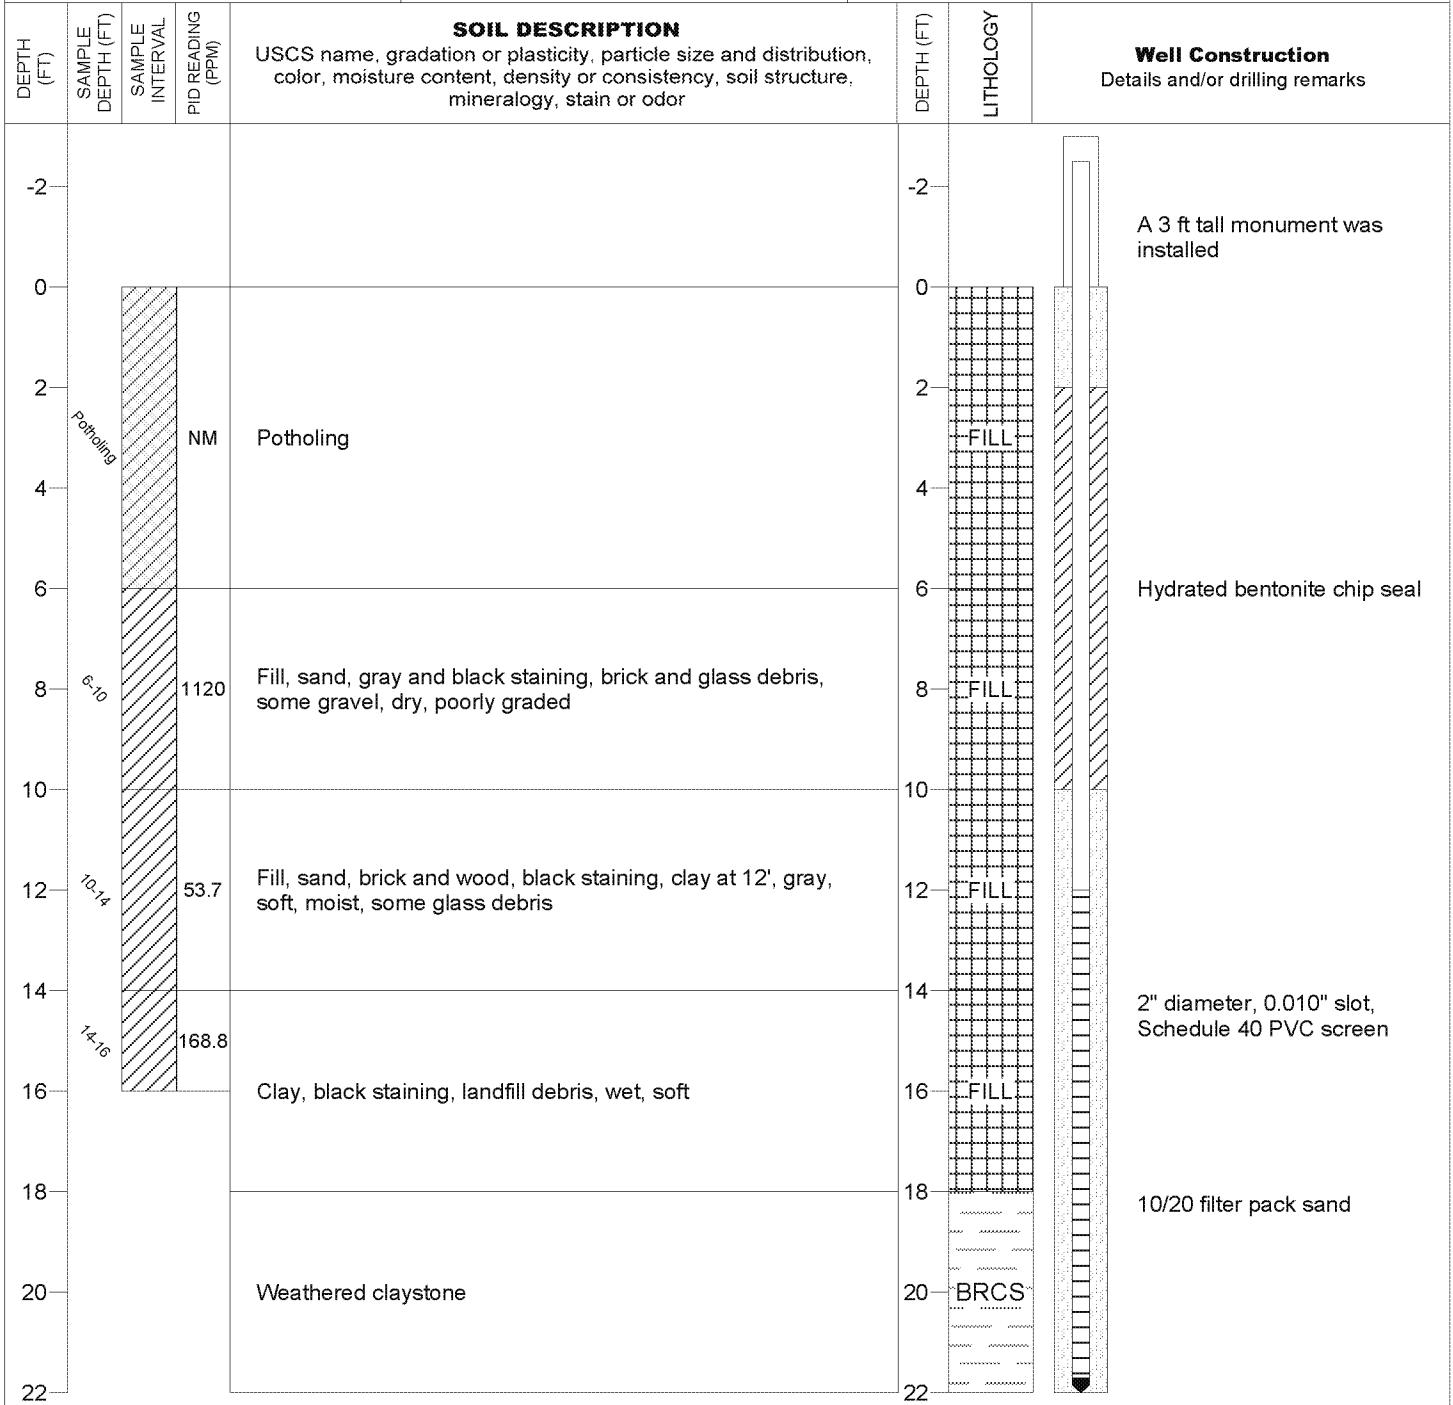 DEPTH
(FT)
SAMPLE
DEPTH (FT)
SAMPLE
INTERVAL
PID READING
(PPM)
SOIL DESCRIPTION
USCS name, gradation or plasticity, particle size and distribution,
color, moisture content, density or consistency, soil structure,
mineralogy, stain or odor
DEPTH (FT)
LITHOLOGY
Well Construction
Details and/or drilling remarks
-2
-2
A 3 ft tall monument was
installed
0
0
2
2
Potholing
NM
Potholing
FILL
4
4
6
6
Hydrated bentonite chip seal
8
6-10
1120
Fill, sand, gray and black staining, brick and glass debris,
some gravel, dry, poorly graded
8
FILL
10
10
12
10-14
53.7
Fill, sand, brick and wood, black staining, clay at 12', gray,
soft, moist, some glass debris
12
FILL
14
14
2" diameter, 0.010" slot,
Schedule 40 PVC screen
14-16
168.8
16
Clay, black staining, landfill debris, wet, soft
16
FILL
18
18
10/20 filter pack sand
20
Weathered claystone
20
BRCS
22
22